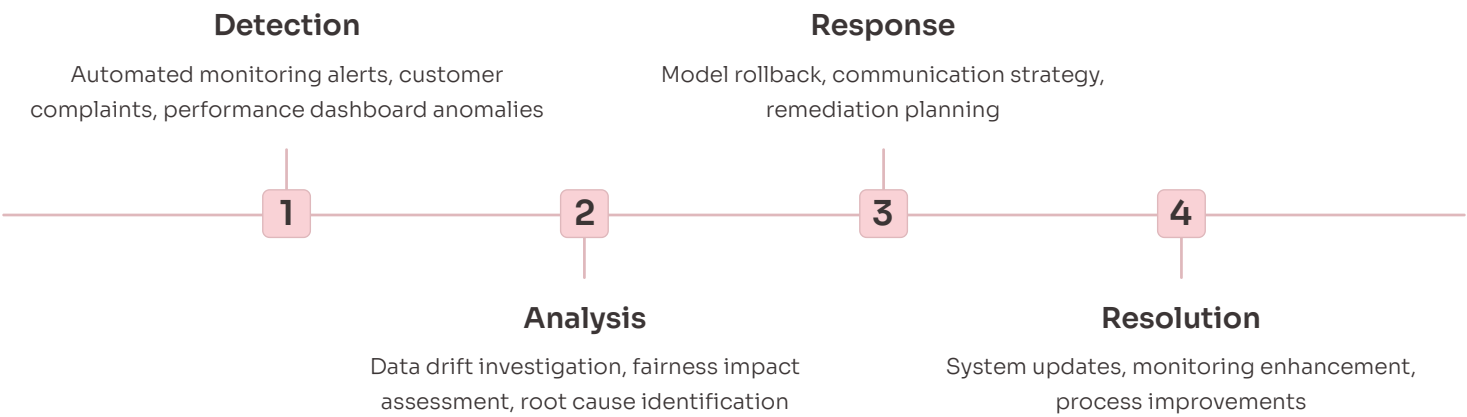 Detection
Automated monitoring alerts, customer
complaints, performance dashboard anomalies
1
2
Analysis
Data drift investigation, fairness impact
assessment, root cause identification
Response
Model rollback, communication strategy,
remediation planning
3
4
Resolution
System updates, monitoring enhancement,
process improvements